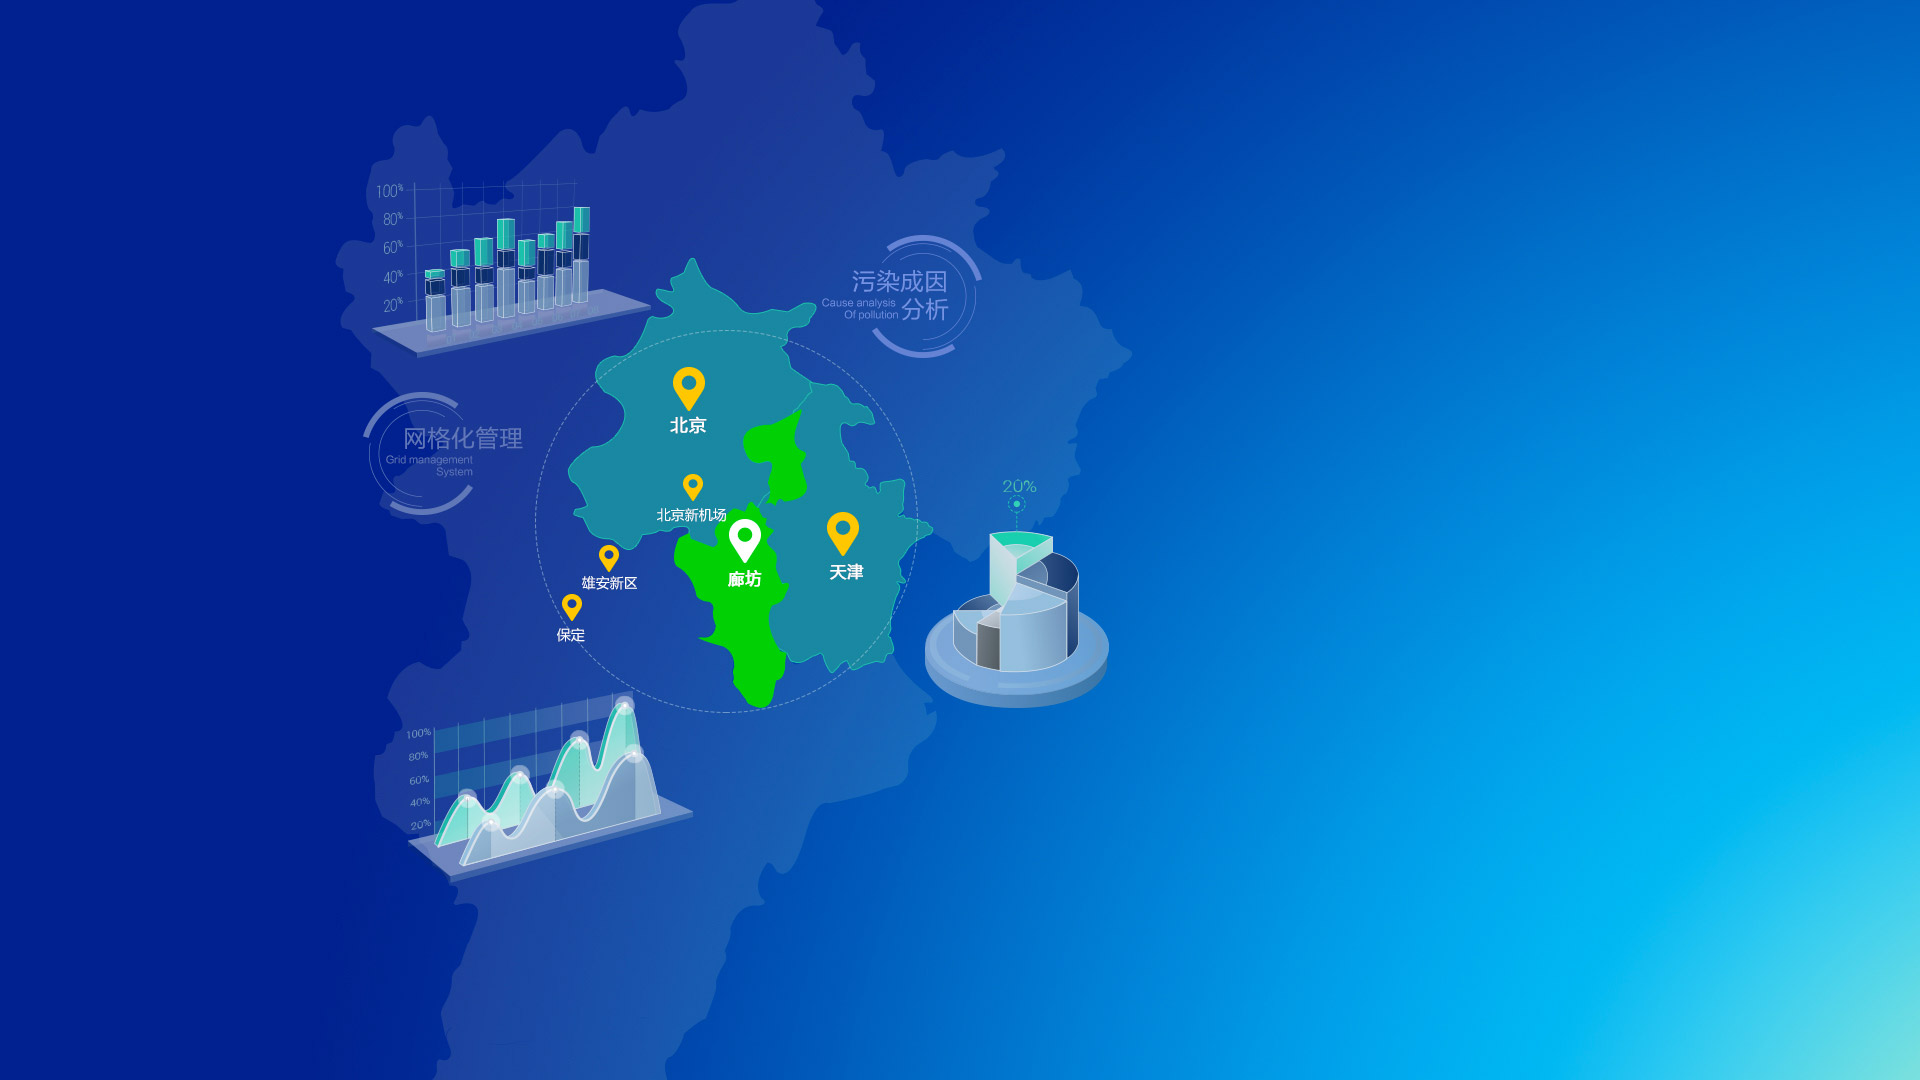 100%
80%
60%
40%
20%
污染成因
Cause analysis
Of pollution
分析
北京
网格化管理
Grid management
System
20%
北京新机场
天津
廊坊
雄安新区
保定
100%
80%
60%
40%
20%